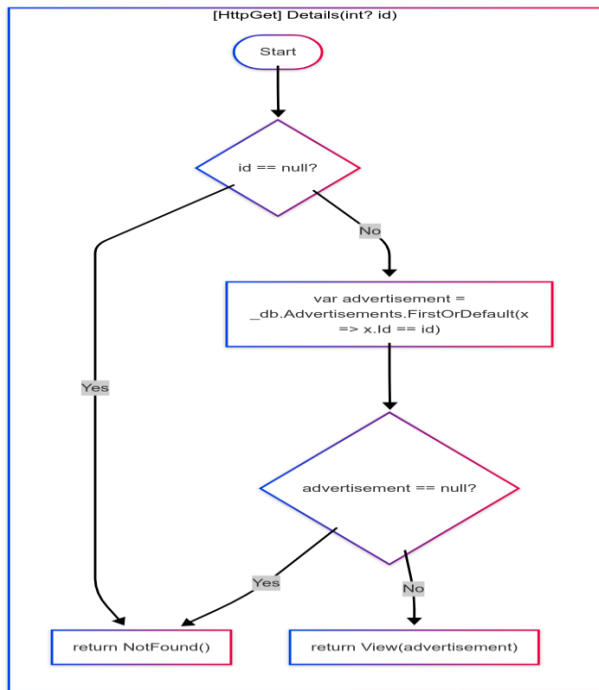 [HttpGet] Details(int? id)
Start
id == null?
No
var advertisement =
_db.Advertisements.FirstOrDefault(x
=> x.Id == id)
Yes
advertisement == null?
Yes
No
return NotFound()
return View(advertisement)